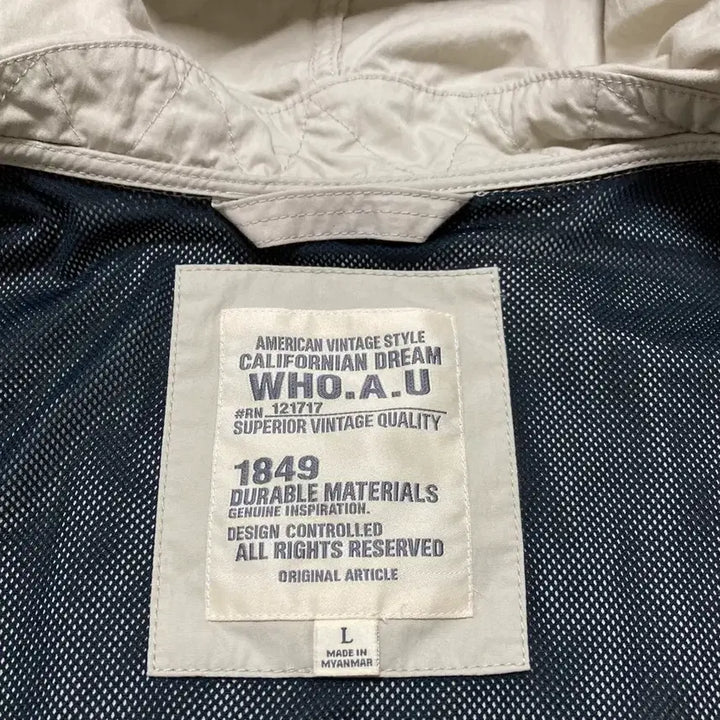 AMERICAN VINTAGE STYLE
CALIFORNIAN DREAM
WHO.A.U
#RN 121717
SUPERIOR VINTAGE QUALITY
1849
DURABLE MATERIALS
GENUINE INSPIRATION.
DESIGN CONTROLLED
ALL RIGHTS RESERVED
ORIGINAL ARTICLE
L
MADE IN
MYANMAR